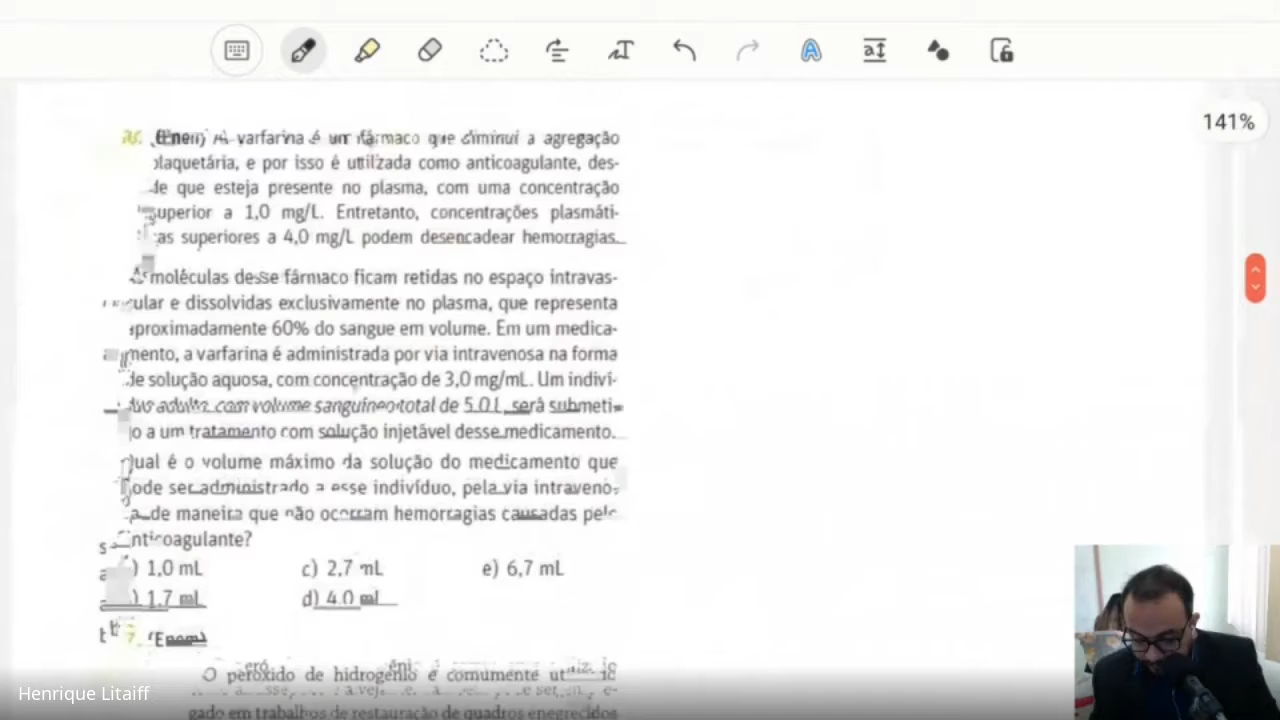 141%
(Enem) A varfarina é um fármaco que diminui a agregação
plaquetária, e por isso é utilizada como anticoagulante, des-
de que esteja presente no plasma, com uma concentração
superior a 1,0 mg/L. Entretanto, concentrações plasmáti-
cas superiores a 4,0 mg/L podem desencadear hemorragias.
As moléculas desse fármaco ficam retidas no espaço intravas-
cular e dissolvidas exclusivamente no plasma, que representa
aproximadamente 60% do sangue em volume. Em um medica-
mento, a varfarina é administrada por via intravenosa na forma
de solução aquosa, com concentração de 3,0 mg/mL. Um indiví-
duo adulto, com volume sanguíneo total de 5,0 L, será submeti-
do a um tratamento com solução injetável desse medicamento.
Qual é o volume máximo da solução do medicamento que
pode ser administrado a esse indivíduo, pela via intraveno-
sa, de maneira que não ocorram hemorragias causadas pelo
anticoagulante?
) 1,0 mL c) 2,7 mL e) 6,7 mL
) 1,7 mL d) 4,0 mL
7. (Enem)
O peróxido de hidrogênio é comumente
gado em trabalhos de restauração de quadros enegrecidos
Henrique Litaiff